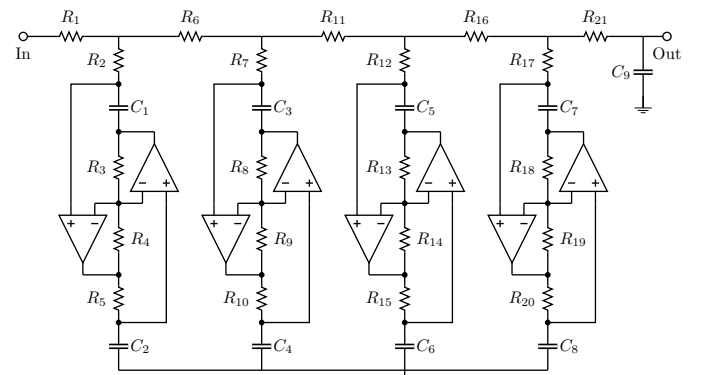 R1 R6 R11 R16 R21
In Out
R2 R7 R12 R17 C9
C1 C3 C5 C7
R3 R8 R13 R18
− + − + − + − +
+ − + − + − + −
R4 R9 R14 R19
R5 R10 R15 R20
C2 C4 C6 C8